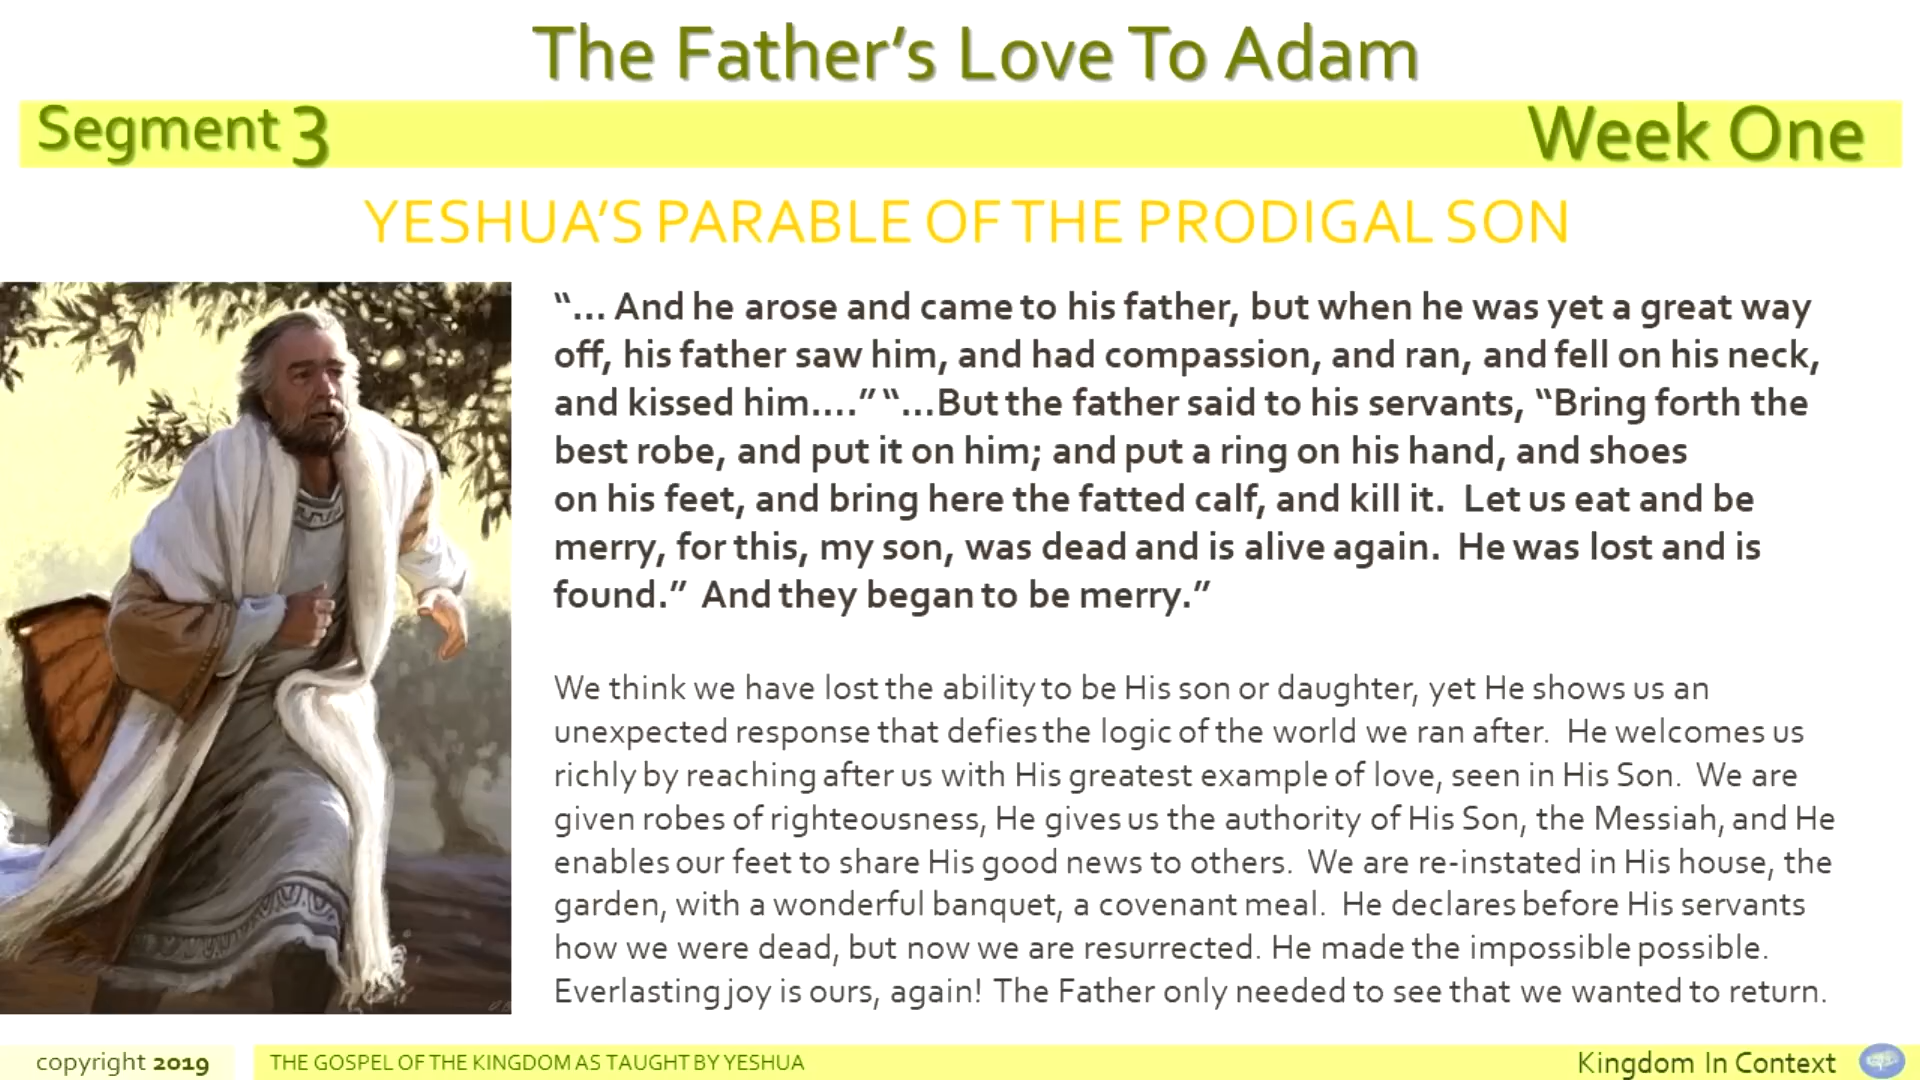 The Father’s Love To Adam
Segment 3
Week One
YESHUA’S PARABLE OF THE PRODIGAL SON
“... And he arose and came to his father, but when he was yet a great way
off, his father saw him, and had compassion, and ran, and fell on his neck,
and kissed him....” “...But the father said to his servants, “Bring forth the
best robe, and put it on him; and put a ring on his hand, and shoes
on his feet, and bring here the fatted calf, and kill it. Let us eat and be
merry, for this, my son, was dead and is alive again. He was lost and is
found.” And they began to be merry.”
We think we have lost the ability to be His son or daughter, yet He shows us an
unexpected response that defies the logic of the world we ran after. He welcomes us
richly by reaching after us with His greatest example of love, seen in His Son. We are
given robes of righteousness, He gives us the authority of His Son, the Messiah, and He
enables our feet to share His good news to others. We are re-instated in His house, the
garden, with a wonderful banquet, a covenant meal. He declares before His servants
how we were dead, but now we are resurrected. He made the impossible possible.
Everlasting joy is ours, again! The Father only needed to see that we wanted to return.
copyright 2019
THE GOSPEL OF THE KINGDOM AS TAUGHT BY YESHUA
Kingdom In Context